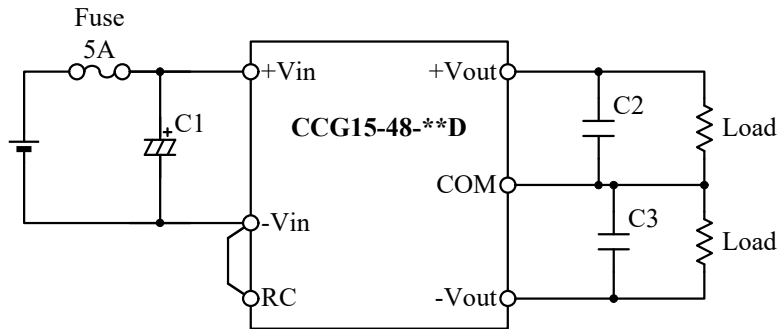 Fuse
5A
+Vin
+Vout
C1
+
CCG15-48-**D
C2
Load
COM
-Vin
C3
Load
RC
-Vout